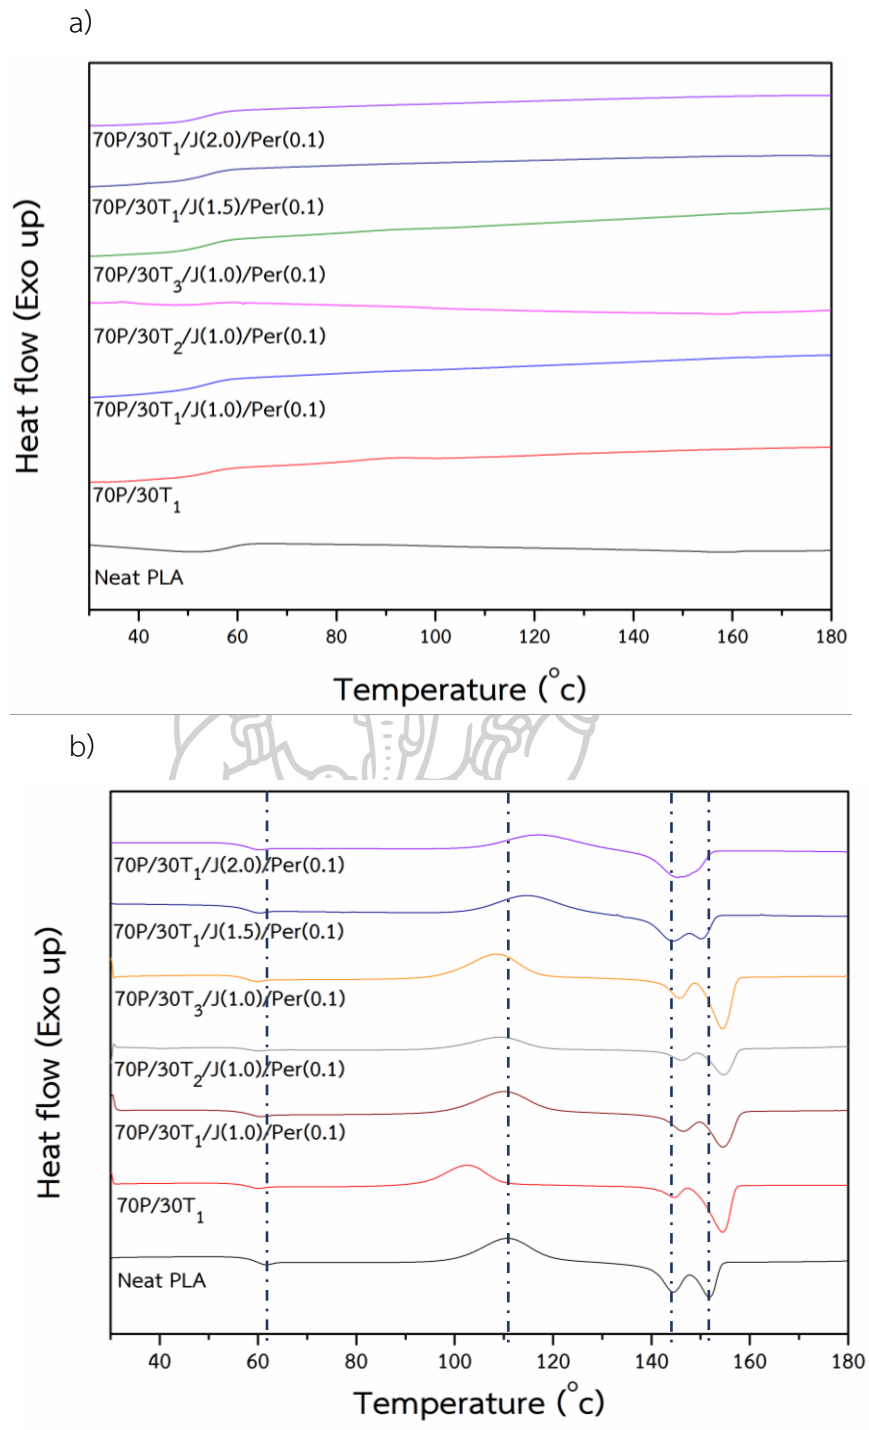 a)
Heat flow (Exo up)
70P/30T1/J(2.0)/Per(0.1)
70P/30T1/J(1.5)/Per(0.1)
70P/30T3/J(1.0)/Per(0.1)
70P/30T2/J(1.0)/Per(0.1)
70P/30T1/J(1.0)/Per(0.1)
70P/30T1
Neat PLA
40 60 80 100 120 140 160 180
Temperature (°c)
b)
Heat flow (Exo up)
70P/30T1/J(2.0)/Per(0.1)
70P/30T1/J(1.5)/Per(0.1)
70P/30T3/J(1.0)/Per(0.1)
70P/30T2/J(1.0)/Per(0.1)
70P/30T1/J(1.0)/Per(0.1)
70P/30T1
Neat PLA
40 60 80 100 120 140 160 180
Temperature (°c)